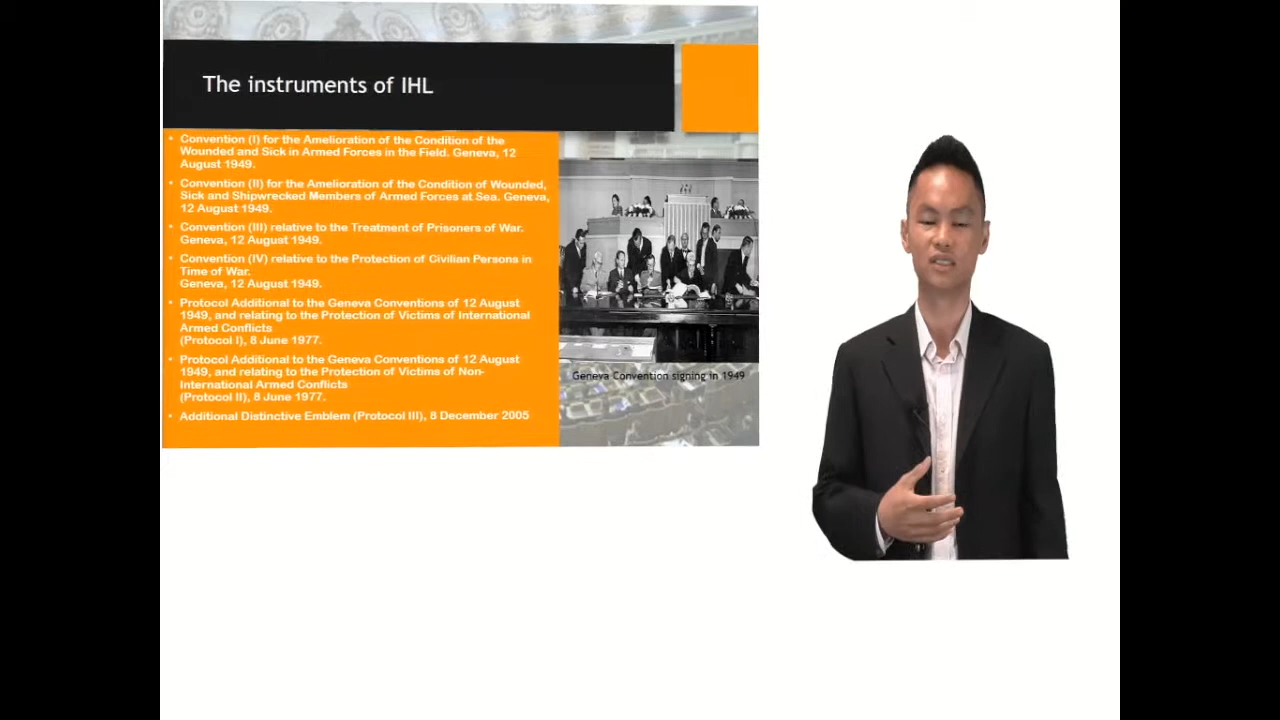 The instruments of IHL
• Convention (I) for the Amelioration of the Condition of the
Wounded and Sick in Armed Forces in the Field. Geneva, 12
August 1949.
• Convention (II) for the Amelioration of the Condition of Wounded,
Sick and Shipwrecked Members of Armed Forces at Sea. Geneva,
12 August 1949.
• Convention (III) relative to the Treatment of Prisoners of War.
Geneva, 12 August 1949.
• Convention (IV) relative to the Protection of Civilian Persons in
Time of War.
Geneva, 12 August 1949.
• Protocol Additional to the Geneva Conventions of 12 August
1949, and relating to the Protection of Victims of International
Armed Conflicts
(Protocol I), 8 June 1977.
• Protocol Additional to the Geneva Conventions of 12 August
1949, and relating to the Protection of Victims of Non-
International Armed Conflicts
(Protocol II), 8 June 1977.
• Additional Distinctive Emblem (Protocol III), 8 December 2005
Geneva Convention signing in 1949